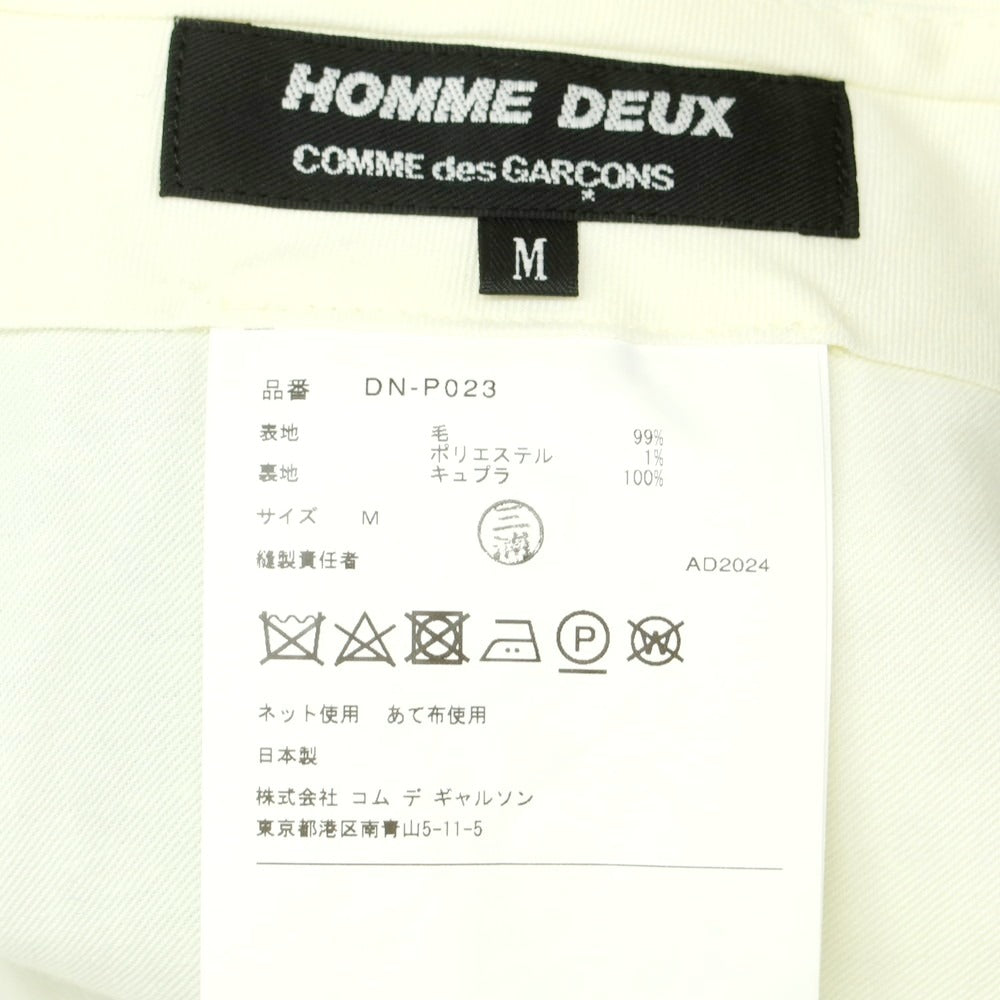 HOMME DEUX
COMME des GARÇONS
M
品番 DN-P023
表地 毛 99%
ポリエステル 1%
裏地 キュプラ 100%
サイズ M
三浦
縫製責任者 AD2024
P
W
ネット使用 あて布使用
日本製
株式会社 コム デ ギャルソン
東京都港区南青山5-11-5